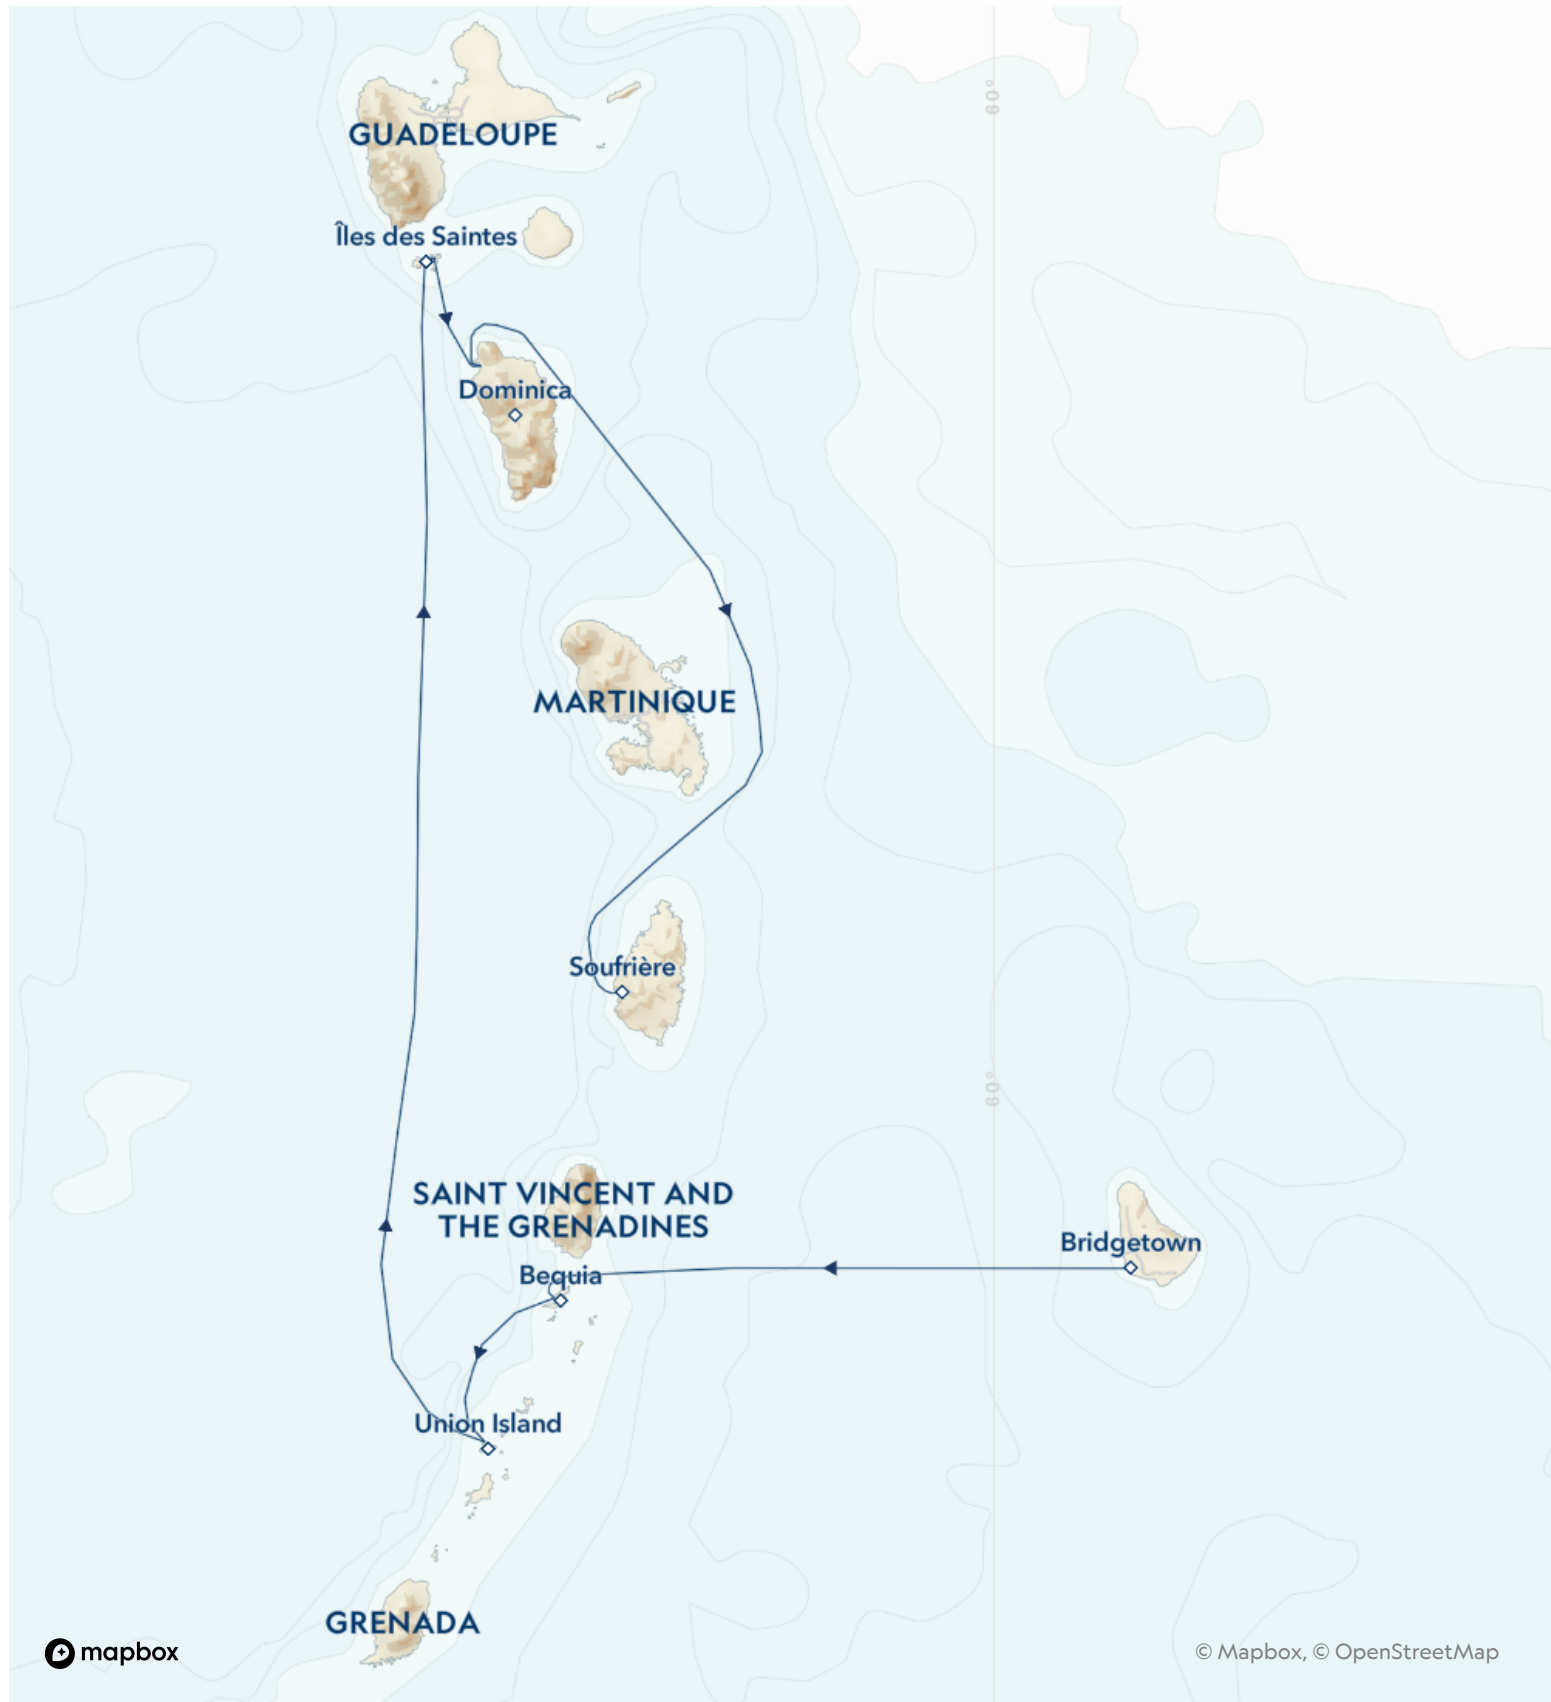 60°
GUADELOUPE
Îles des Saintes
Dominica
MARTINIQUE
Soufrière
60°
SAINT VINCENT AND
THE GRENADINES
Bridgetown
Bequia
Union Island
GRENADA
mapbox
© Mapbox, © OpenStreetMap